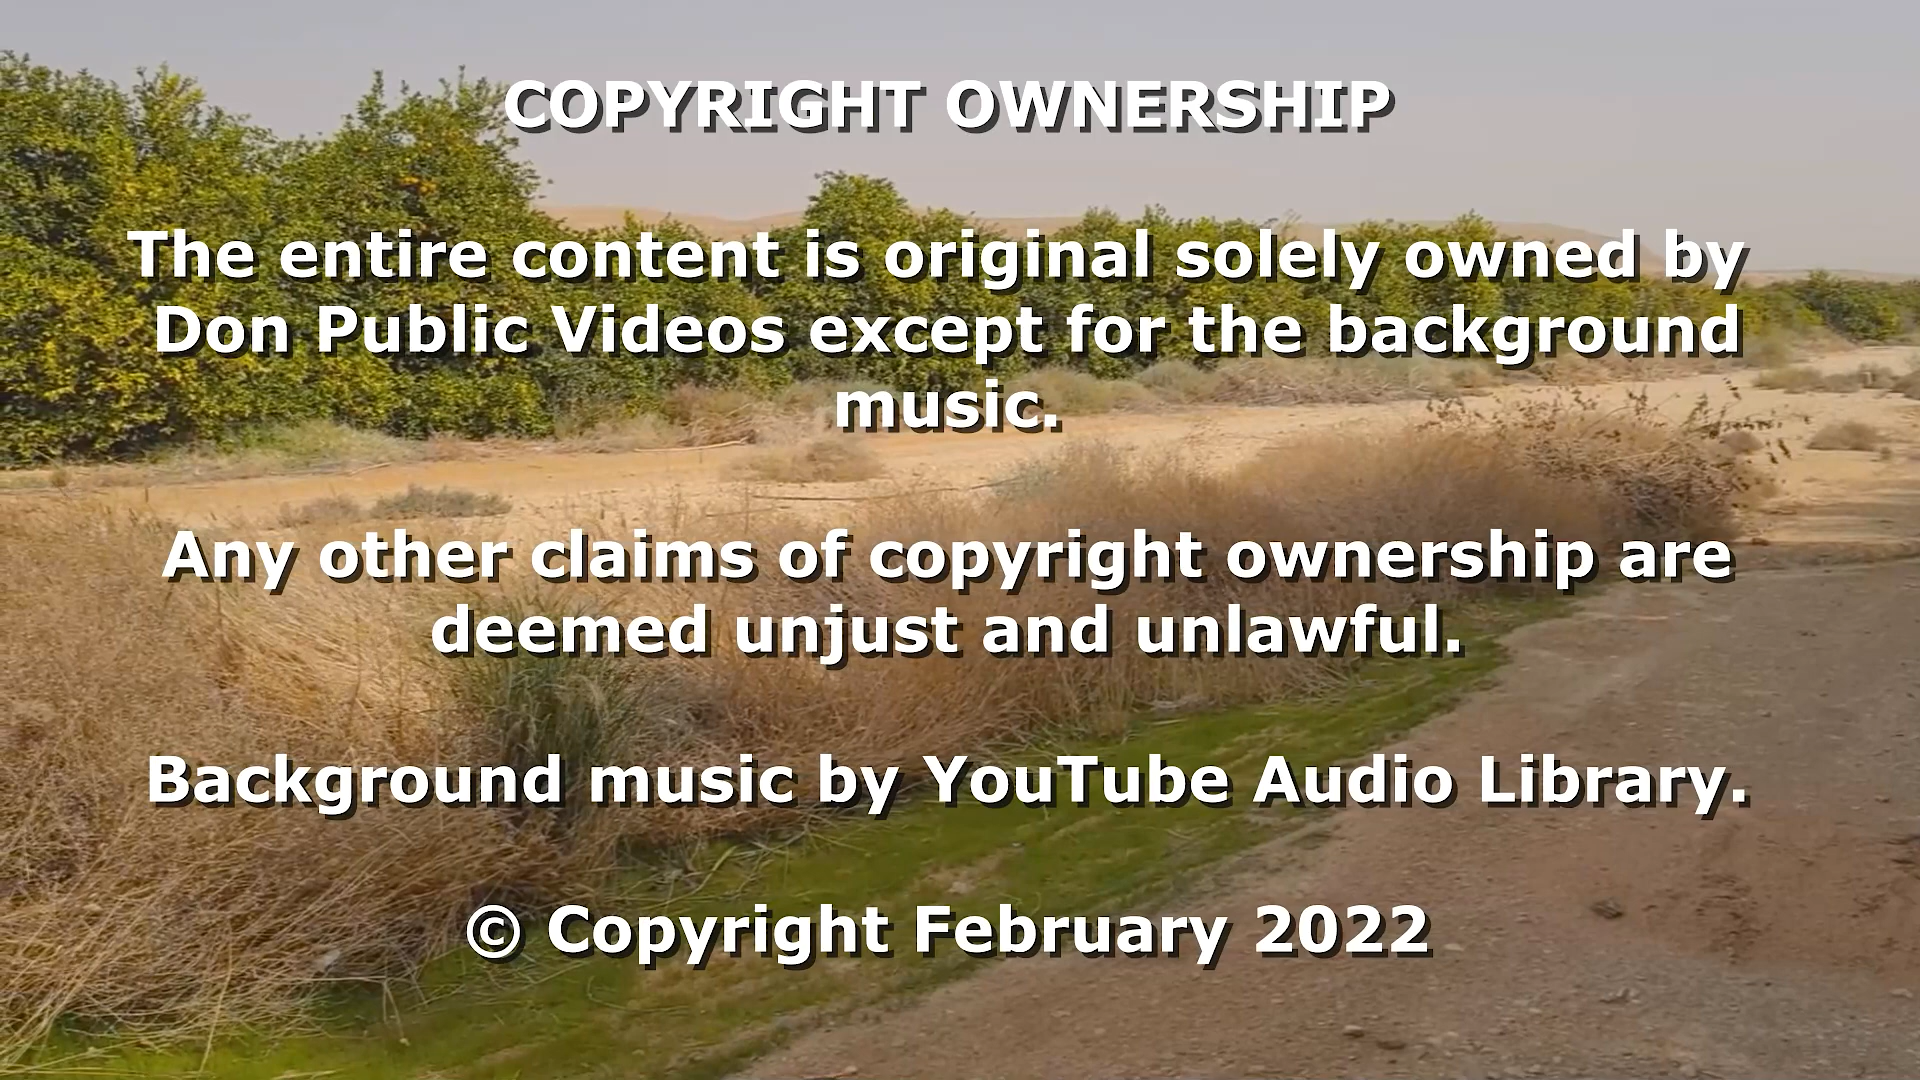 COPYRIGHT OWNERSHIP
The entire content is original solely owned by
Don Public Videos except for the background
music.
Any other claims of copyright ownership are
deemed unjust and unlawful.
Background music by YouTube Audio Library.
© Copyright February 2022